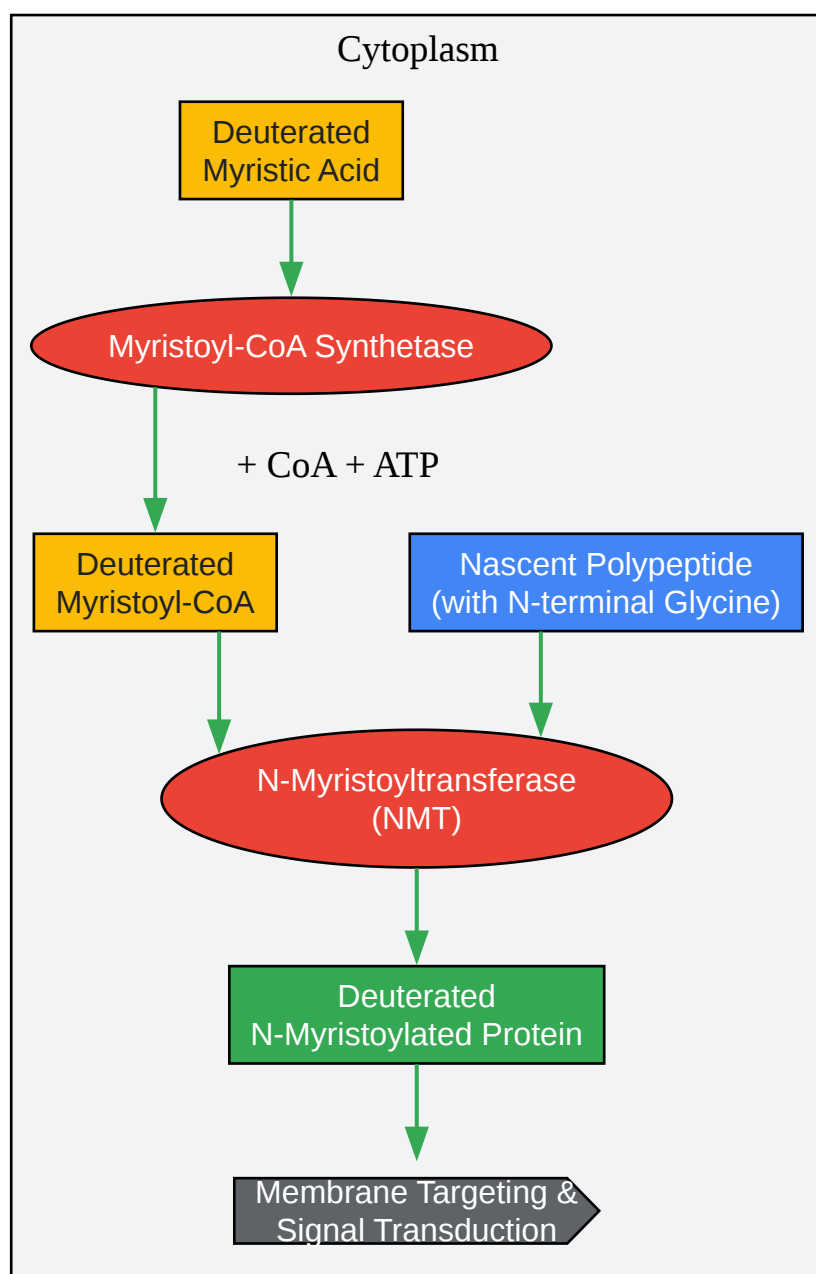 Cytoplasm
Deuterated
Myristic Acid
Myristoyl-CoA Synthetase
+ CoA + ATP
Deuterated
Myristoyl-CoA
Nascent Polypeptide
(with N-terminal Glycine)
N-Myristoyltransferase
(NMT)
Deuterated
N-Myristoylated Protein
Membrane Targeting &
Signal Transduction